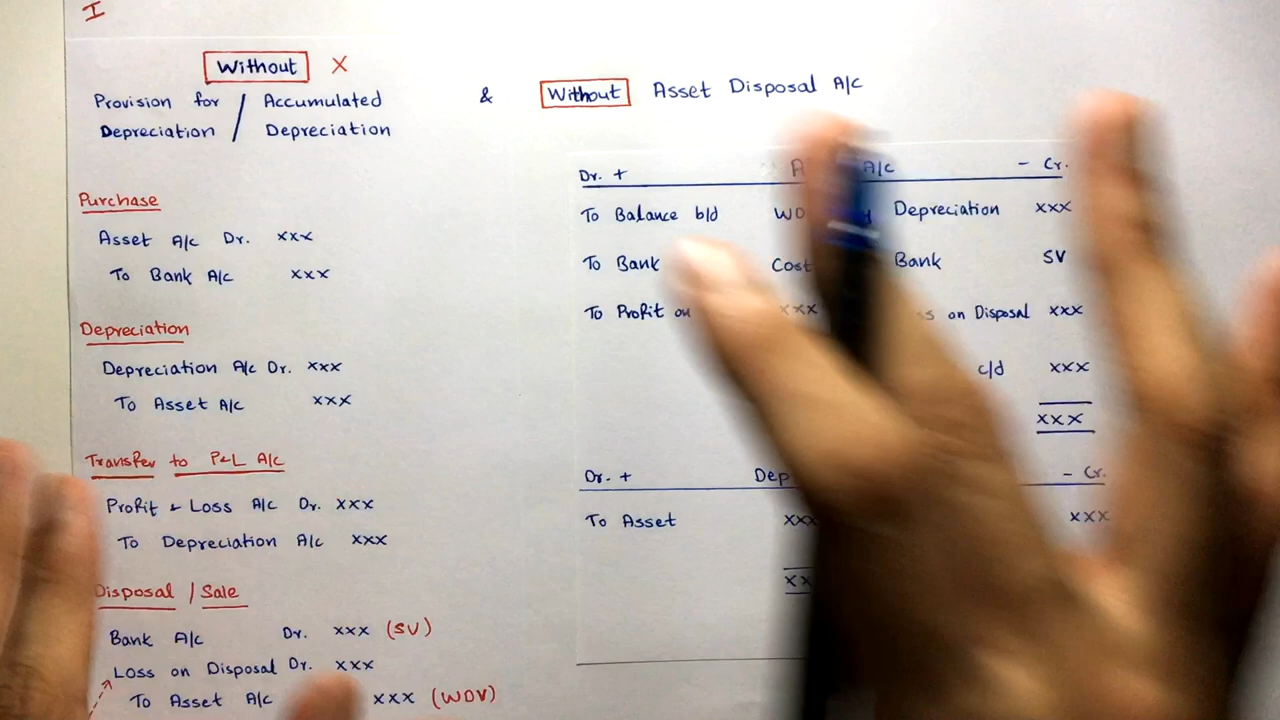 I
Without X
Provision for / Accumulated
Depreciation / Depreciation
& Without Asset Disposal A/c
Purchase
Asset A/c Dr. xxx
To Bank A/c xxx
Depreciation
Depreciation A/c Dr. xxx
To Asset A/c xxx
Transfer to P&L A/c
Profit & Loss A/c Dr. xxx
To Depreciation A/c xxx
Disposal / Sale
Bank A/c Dr. xxx (SV)
Loss on Disposal Dr. xxx
To Asset A/c xxx (WDV)
Dr. + A/c - Cr.
To Balance b/d Depreciation xxx
To Bank Cost Bank SV
To Profit on xxx on Disposal xxx
c/d xxx
xxx
Dr. + - Cr.
To Asset xxx xxx